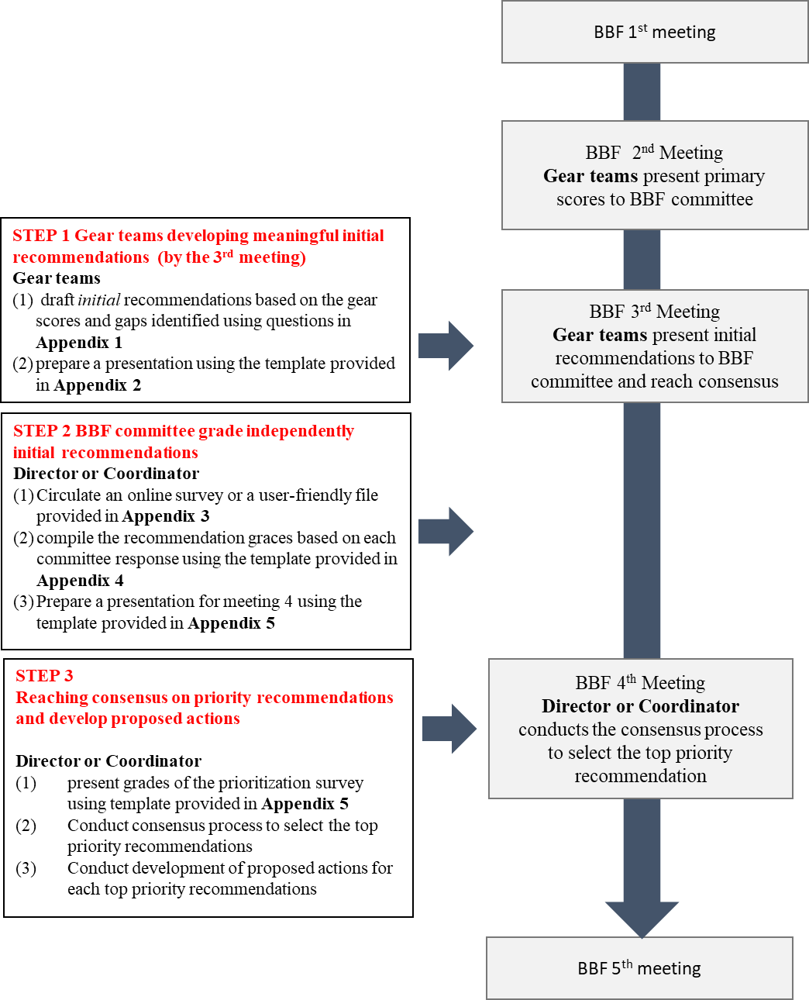 BBF 1st meeting
BBF 2nd Meeting
Gear teams present primary
scores to BBF committee
STEP 1 Gear teams developing meaningful initial
recommendations (by the 3rd meeting)
Gear teams
(1) draft initial recommendations based on the gear
scores and gaps identified using questions in
Appendix 1
(2) prepare a presentation using the template provided
in Appendix 2
BBF 3rd Meeting
Gear teams present initial
recommendations to BBF
committee and reach consensus
STEP 2 BBF committee grade independently
initial recommendations
Director or Coordinator
(1) Circulate an online survey or a user-friendly file
provided in Appendix 3
(2) compile the recommendation graces based on each
committee response using the template provided in
Appendix 4
(3) Prepare a presentation for meeting 4 using the
template provided in Appendix 5
STEP 3
Reaching consensus on priority recommendations
and develop proposed actions
Director or Coordinator
(1) present grades of the prioritization survey
using template provided in Appendix 5
(2) Conduct consensus process to select the top
priority recommendations
(3) Conduct development of proposed actions for
each top priority recommendations
BBF 4th Meeting
Director or Coordinator
conducts the consensus process
to select the top priority
recommendation
BBF 5th meeting